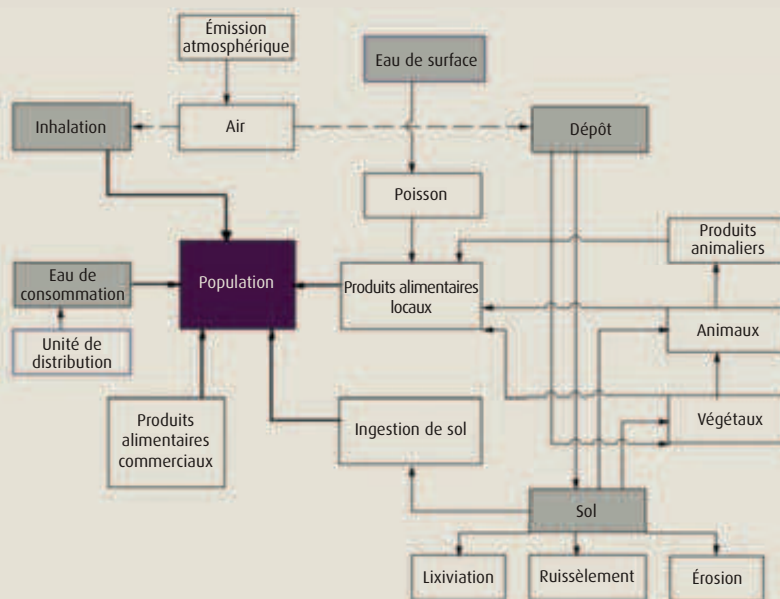 Émission
atmosphérique
Eau de surface
Inhalation
Air
Dépôt
Poisson
Produits
animaliers
Population
Eau de
consommation
Produits alimentaires
locaux
Unité de
distribution
Animaux
Produits
alimentaires
commerciaux
Ingestion de sol
Végétaux
Sol
Lixiviation
Ruissèlement
Érosion